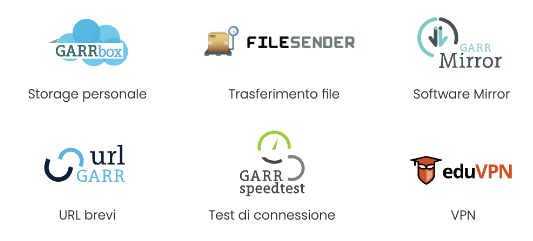 GARRbox
FILESENDER
GARR
Mirror
Storage personale
Trasferimento file
Software Mirror
url
GARR
GARR
speedtest
eduVPN
URL brevi
Test di connessione
VPN